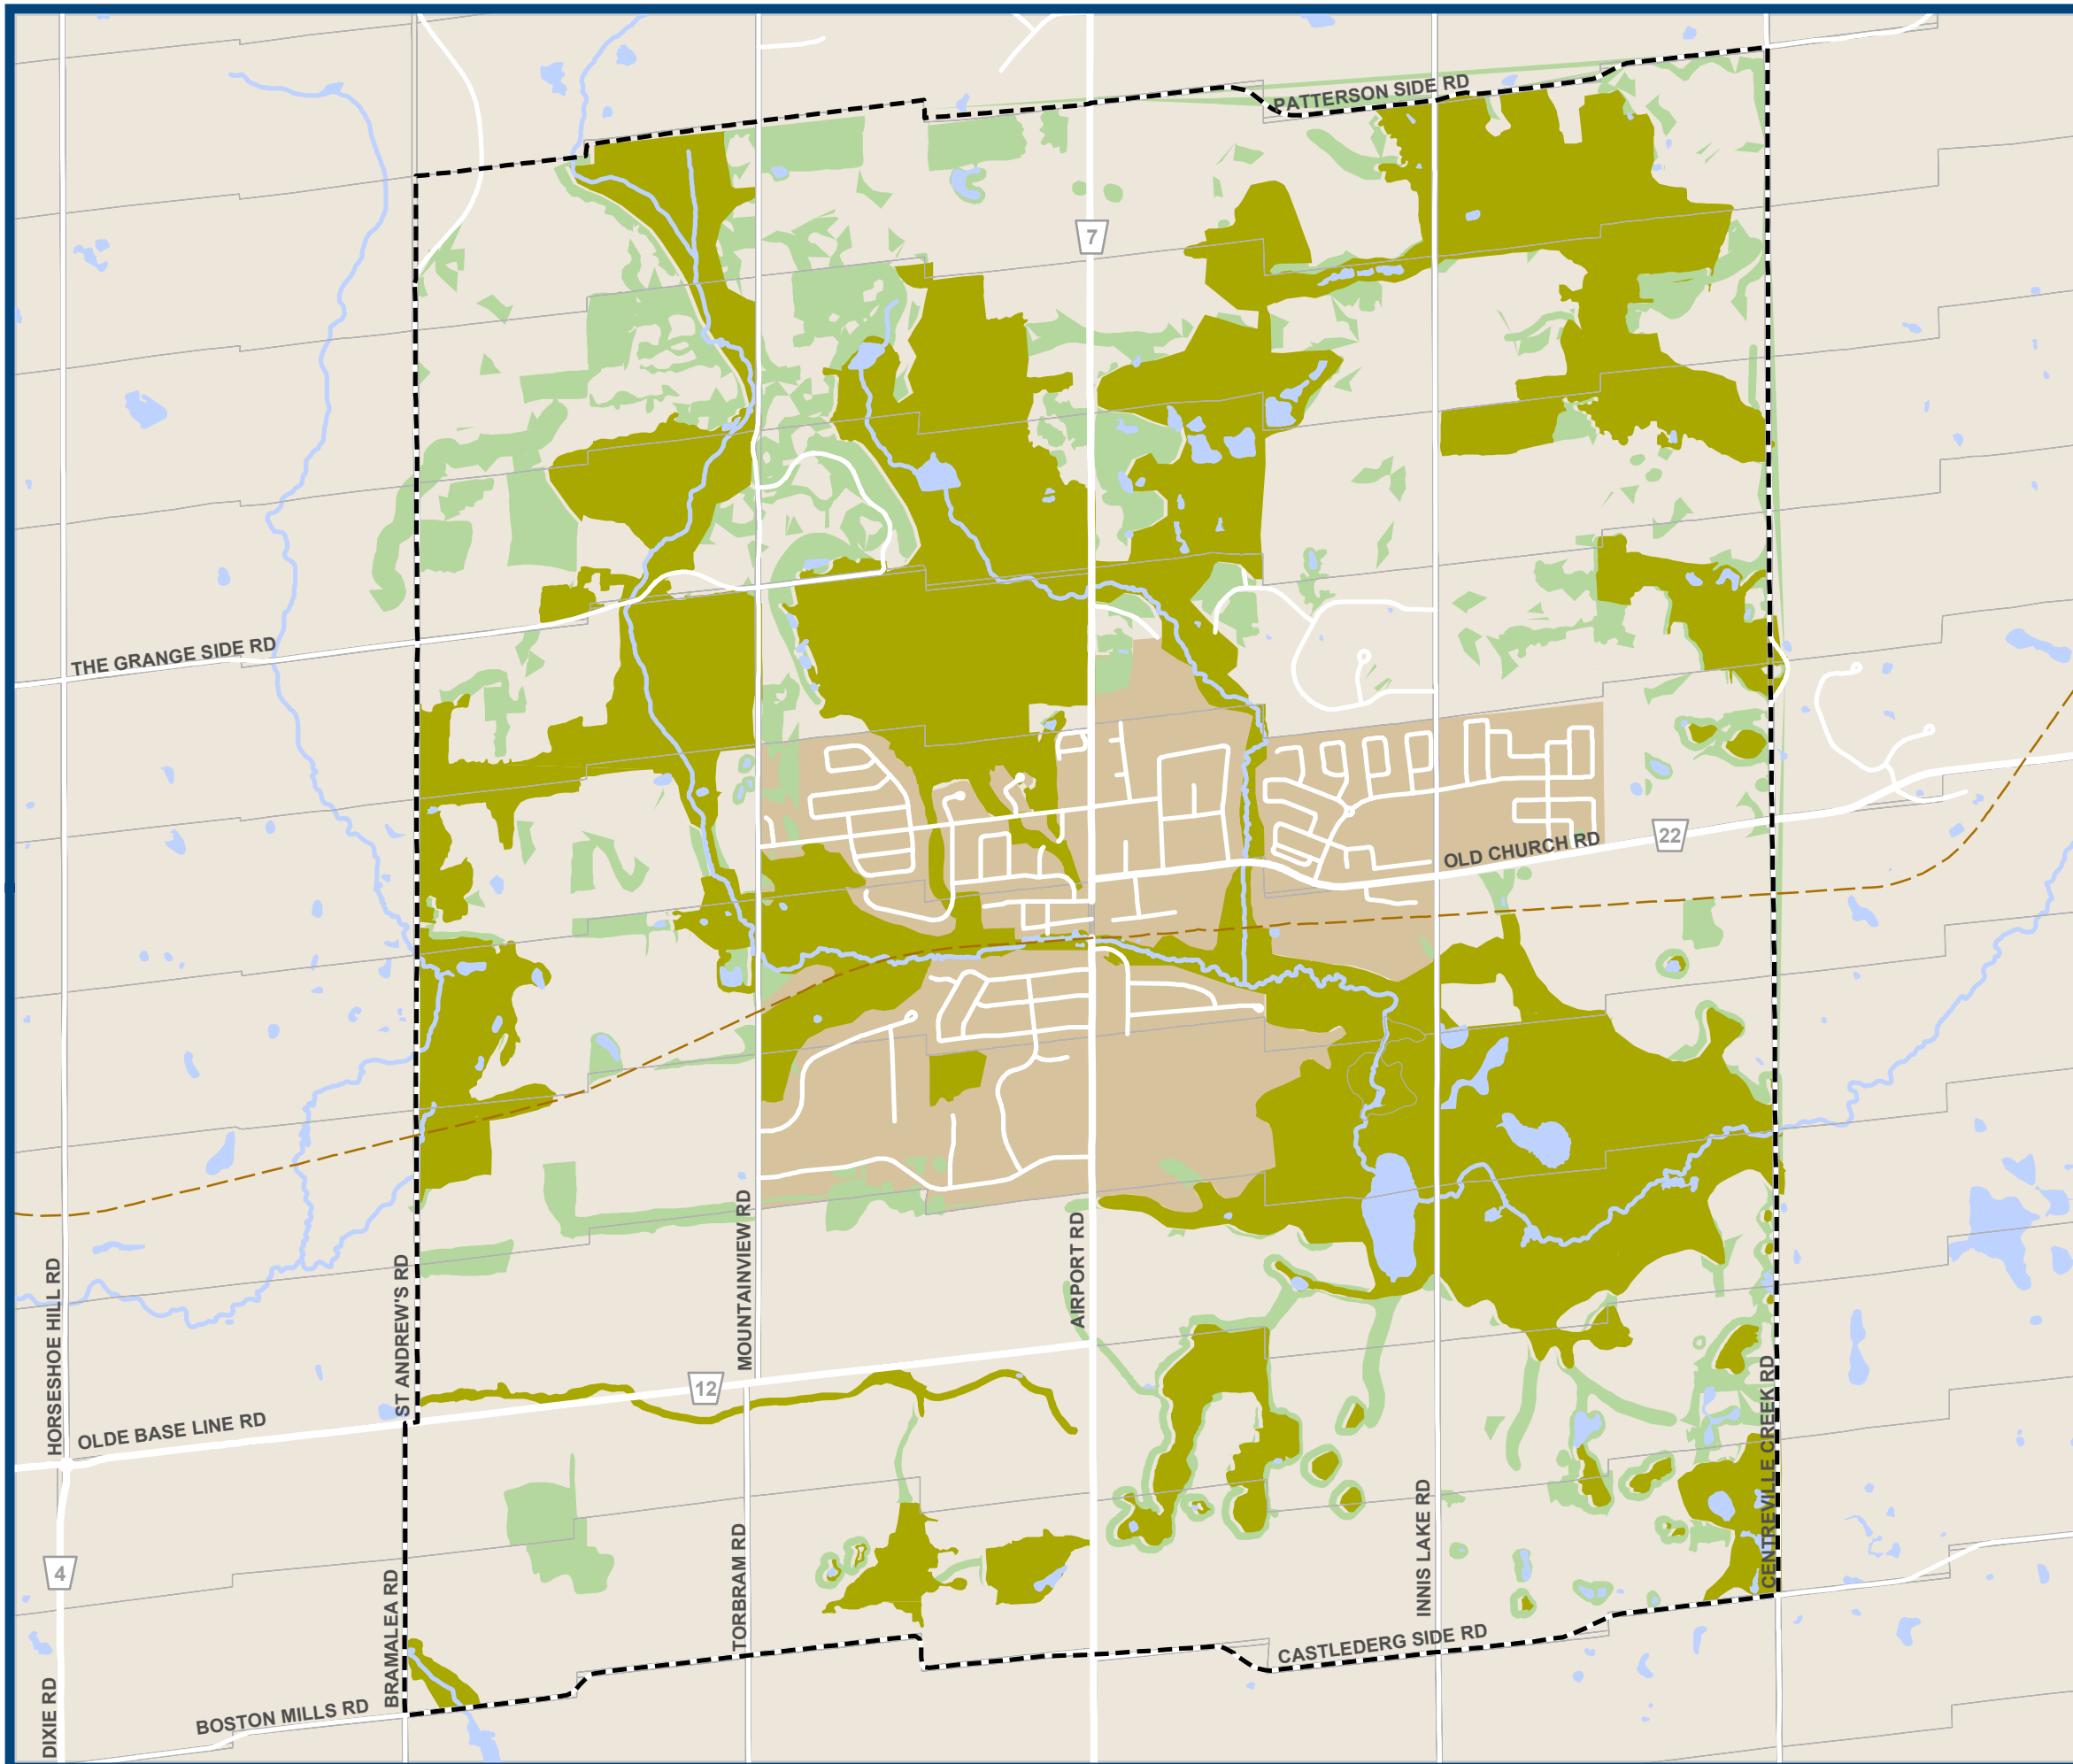 PATTERSON SIDE RD
7
THE GRANGE SIDE RD
22
OLD CHURCH RD
HORSESHOE HILL RD
ST ANDREW'S RD
MOUNTAINVIEW RD
AIRPORT RD
12
OLDE BASE LINE RD
CENTREVILLE CREEK RD
4
INNIS LAKE RD
TORBRAM RD
BRAMALEA RD
CASTLEDERG SIDE RD
DIXIE RD
BOSTON MILLS RD